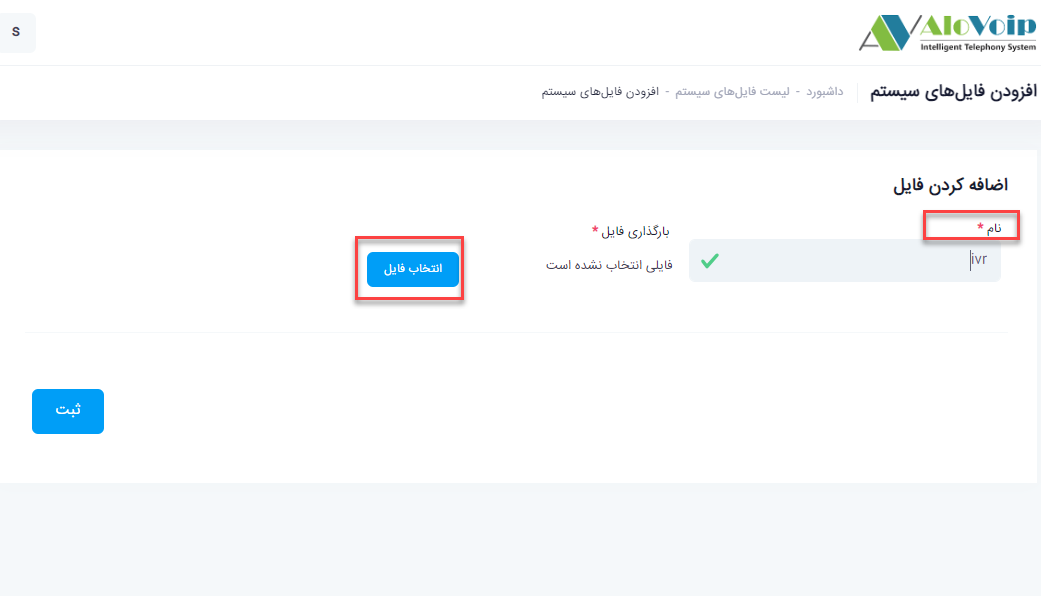 AloVoip
Intelligent Telephony System
S
افزودن فایل‌های سیستم
داشبورد - لیست فایل‌های سیستم - افزودن فایل‌های سیستم
اضافه کردن فایل
نام *
ivr
بارگذاری فایل *
فایلی انتخاب نشده است
انتخاب فایل
ثبت